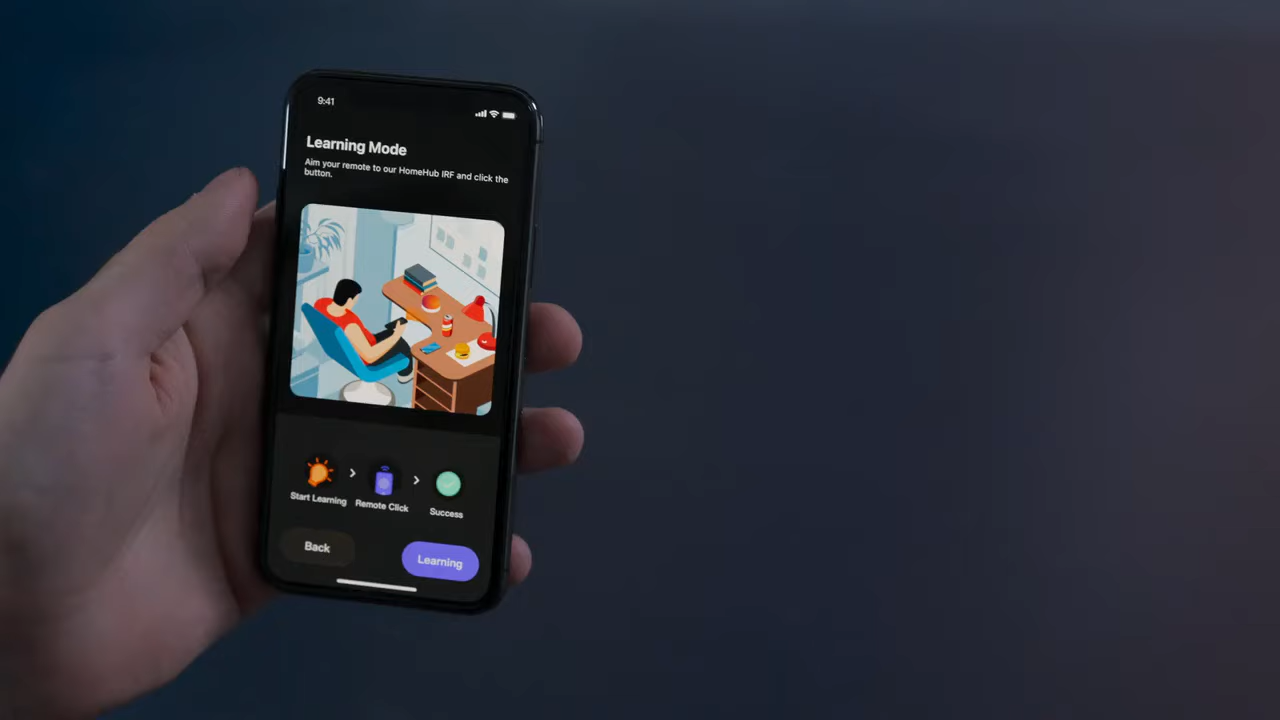 9:41
Learning Mode
Aim your remote to our HomeHub IRF and click the
button.
Start Learning
Remote Click
Success
Back
Learning